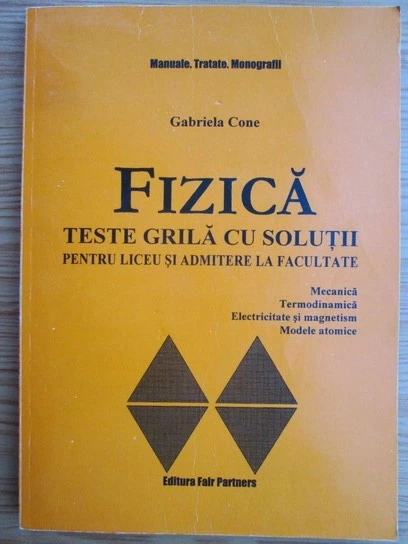 Manuale. Tratate. Monografii
Gabriela Cone
FIZICĂ
TESTE GRILĂ CU SOLUȚII
PENTRU LICEU ȘI ADMITERE LA FACULTATE
Mecanică
Termodinamică
Electricitate și magnetism
Modele atomice
Editura Fair Partners